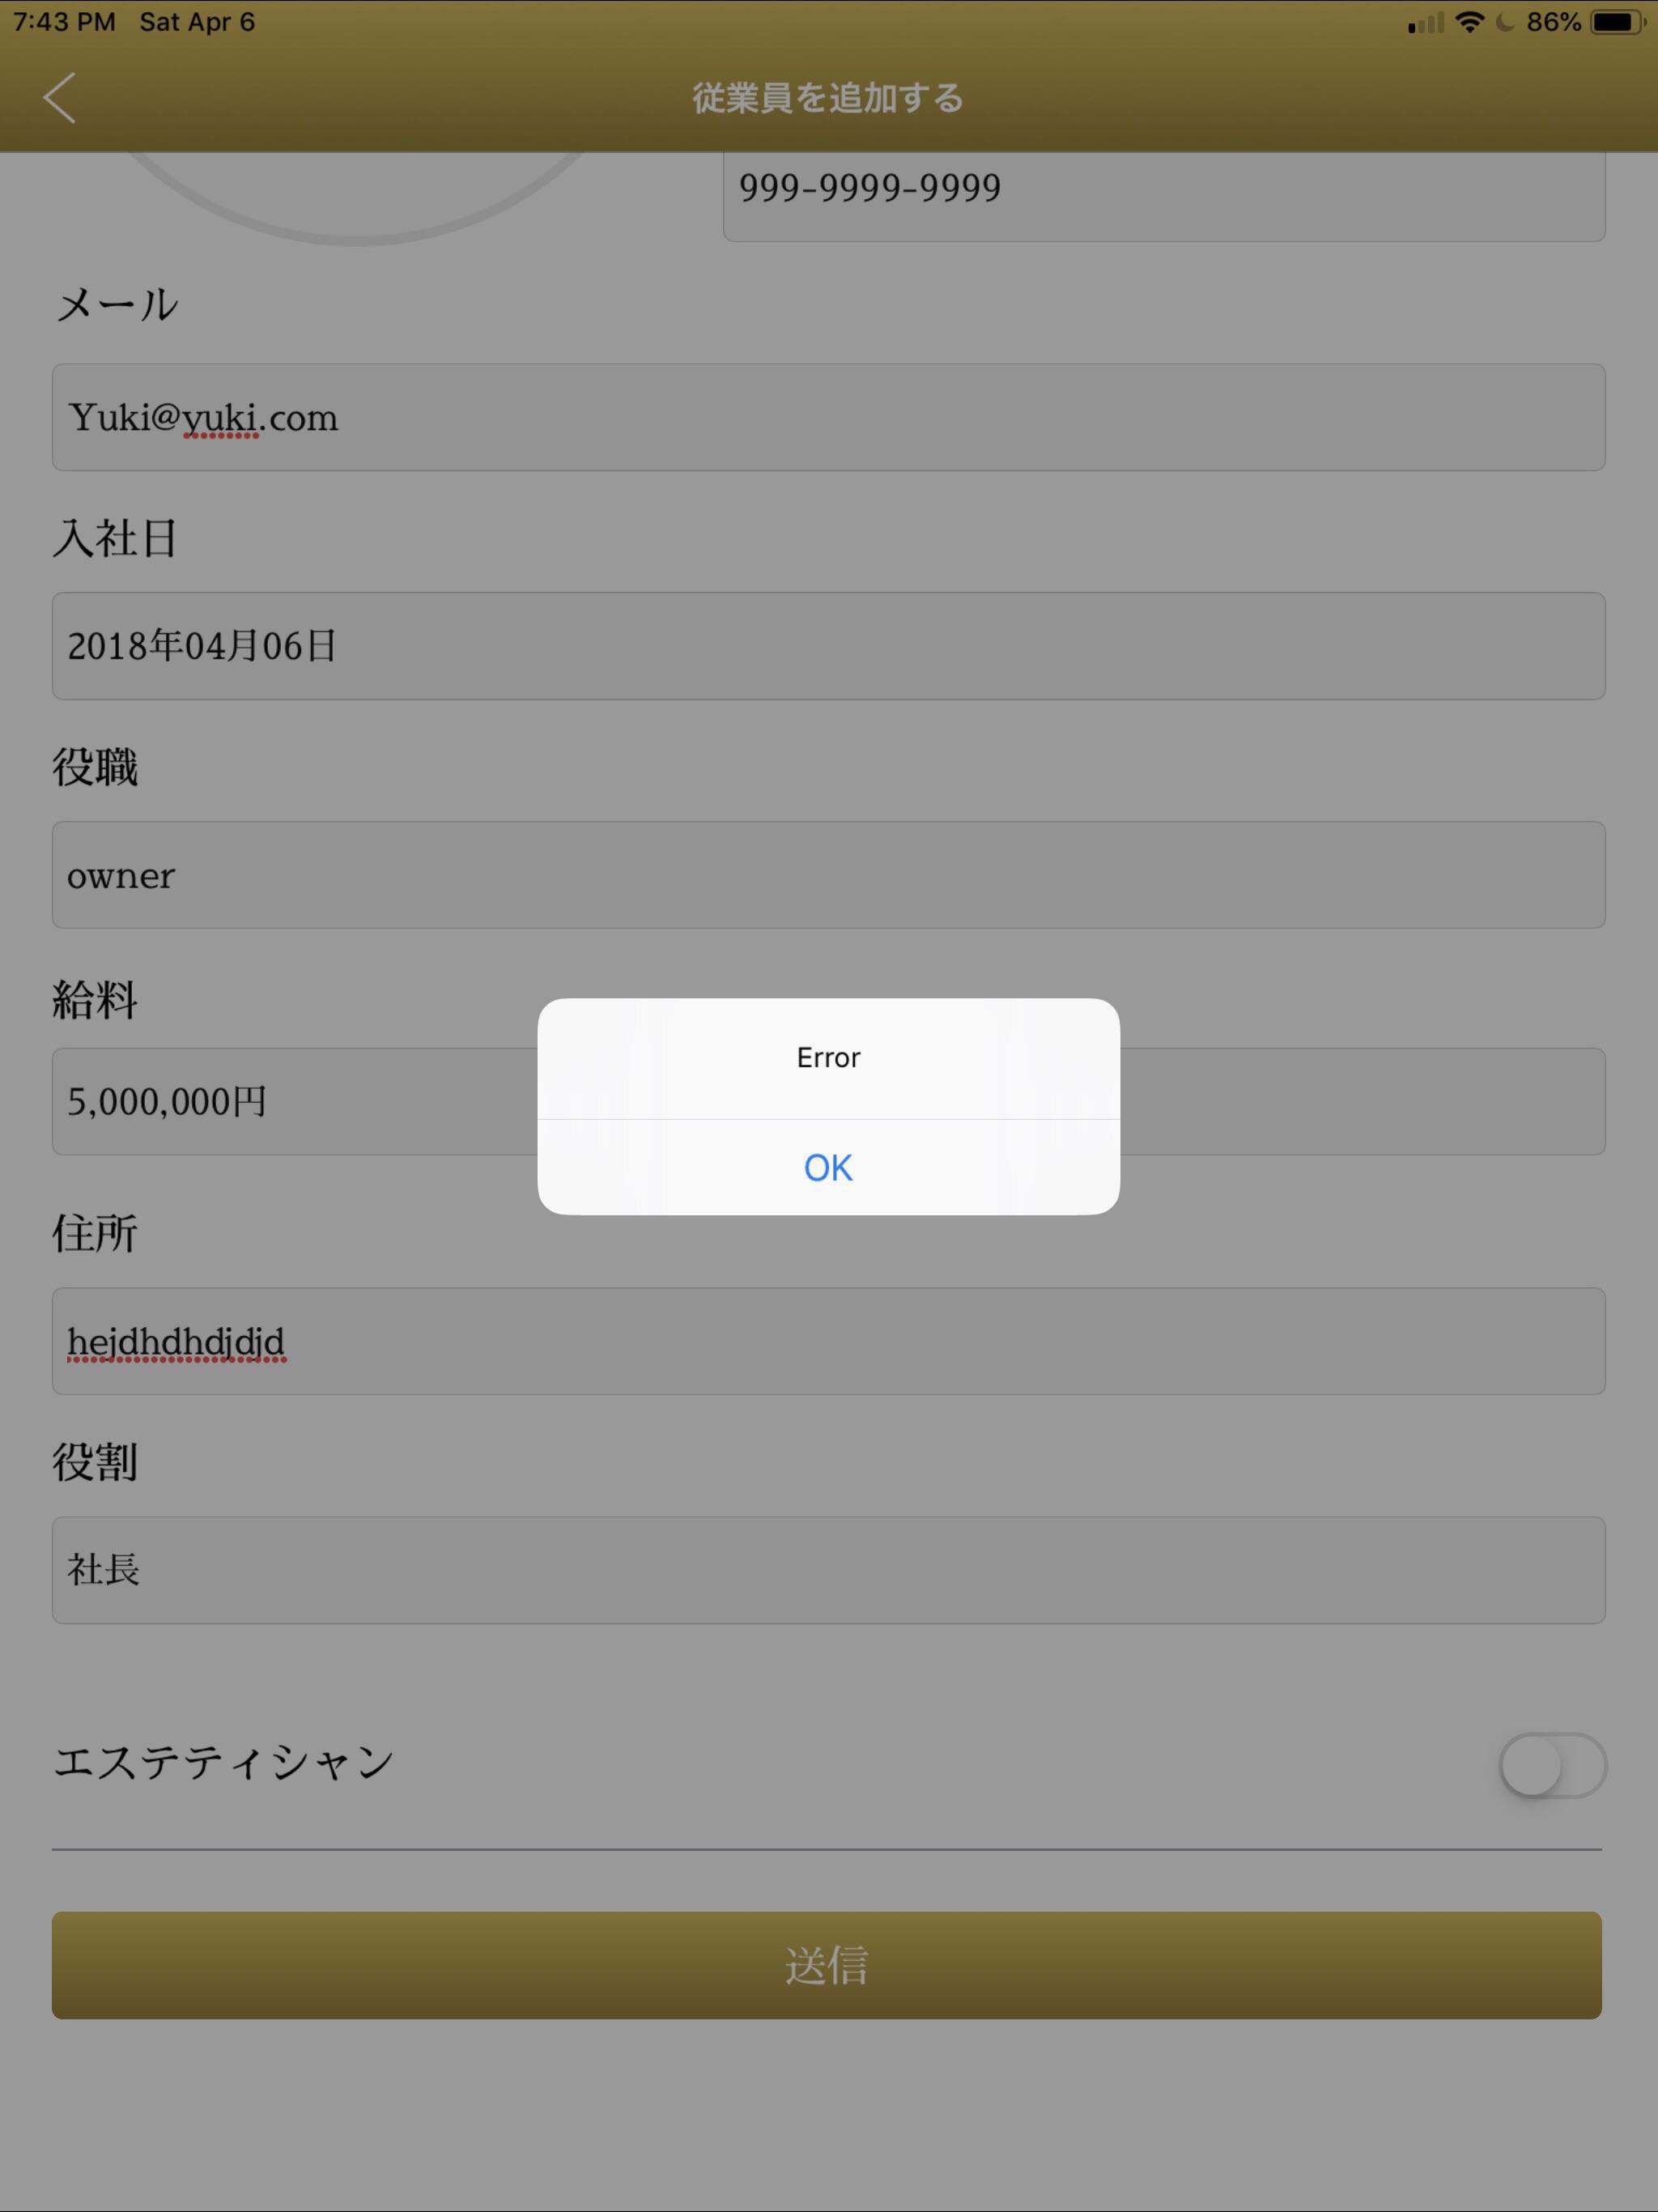 7:43 PM Sat Apr 6 86%
従業員を追加する
999-9999-9999
メール
Yuki@yuki.com
入社日
2018年04月06日
役職
owner
給料
5,000,000円
Error
OK
住所
hejdhdhdjdjd
役割
社長
エステティシャン
送信